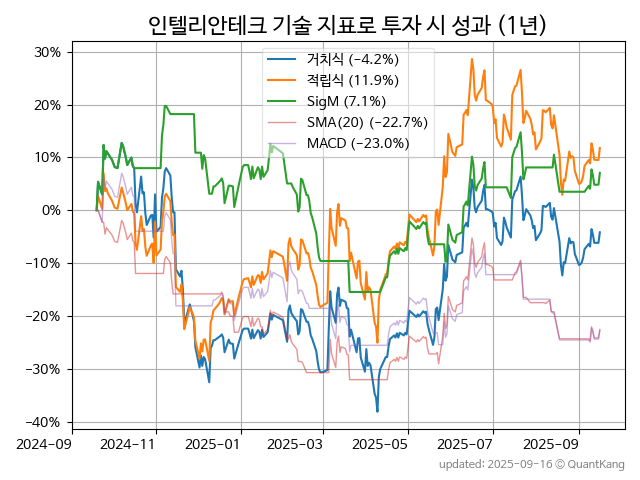 인텔리안테크 기술 지표로 투자 시 성과 (1년)
거치식 (−4.2%)
적립식 (11.9%)
SigM (7.1%)
SMA(20) (−22.7%)
MACD (−23.0%)
30%
20%
10%
0%
−10%
−20%
−30%
−40%
2024-09 2024-11 2025-01 2025-03 2025-05 2025-07 2025-09
updated: 2025-09-16 © QuantKang